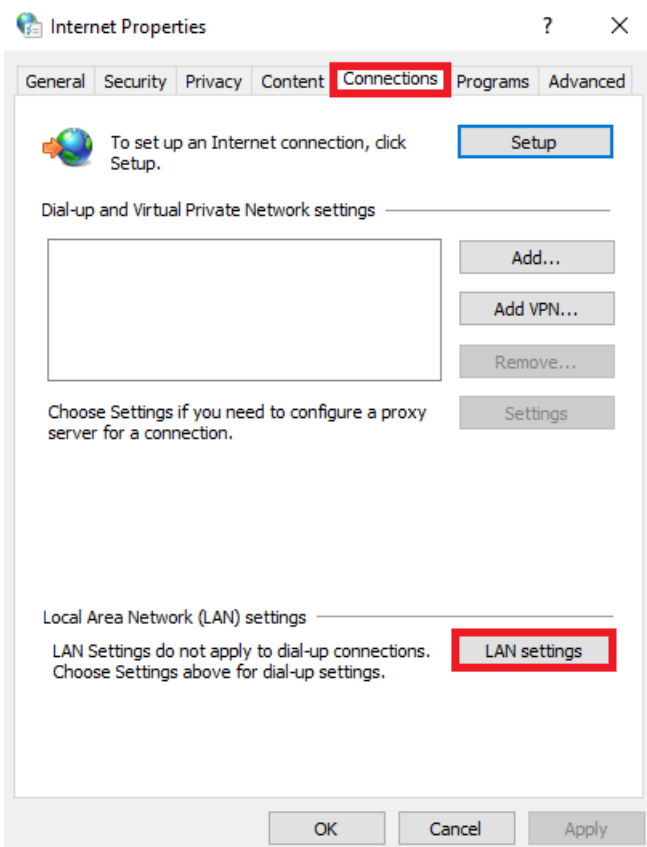 Internet Properties ? ×
General Security Privacy Content Connections Programs Advanced
To set up an Internet connection, click
Setup.
Setup
Dial-up and Virtual Private Network settings
Add...
Add VPN...
Remove...
Choose Settings if you need to configure a proxy
server for a connection.
Settings
Local Area Network (LAN) settings
LAN Settings do not apply to dial-up connections.
Choose Settings above for dial-up settings.
LAN settings
OK Cancel Apply